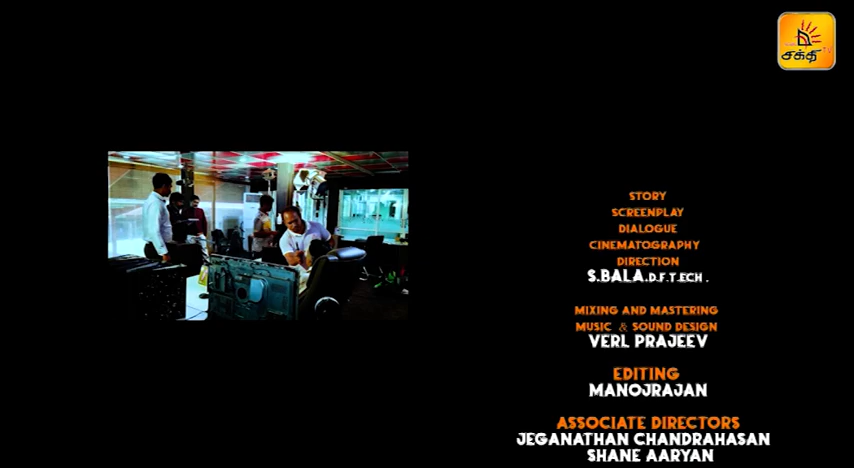 சக்தி TV
STORY
SCREENPLAY
DIALOGUE
CINEMATOGRAPHY
DIRECTION
S.BALA.D.F.T.ECH .
MIXING AND MASTERING
MUSIC & SOUND DESIGN
VERL PRAJEEV
EDITING
MANOJRAJAN
ASSOCIATE DIRECTORS
JEGANATHAN CHANDRAHASAN
SHANE AARYAN